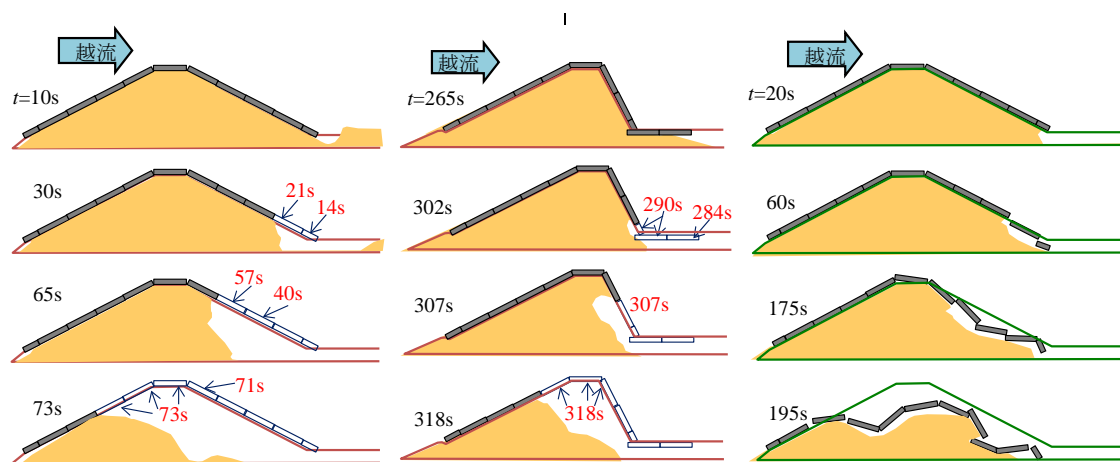 I
越流
越流
越流
t=10s
t=265s
t=20s
30s
21s
14s
302s
290s
284s
60s
65s
57s
40s
307s
307s
175s
73s
71s
73s
318s
318s
195s